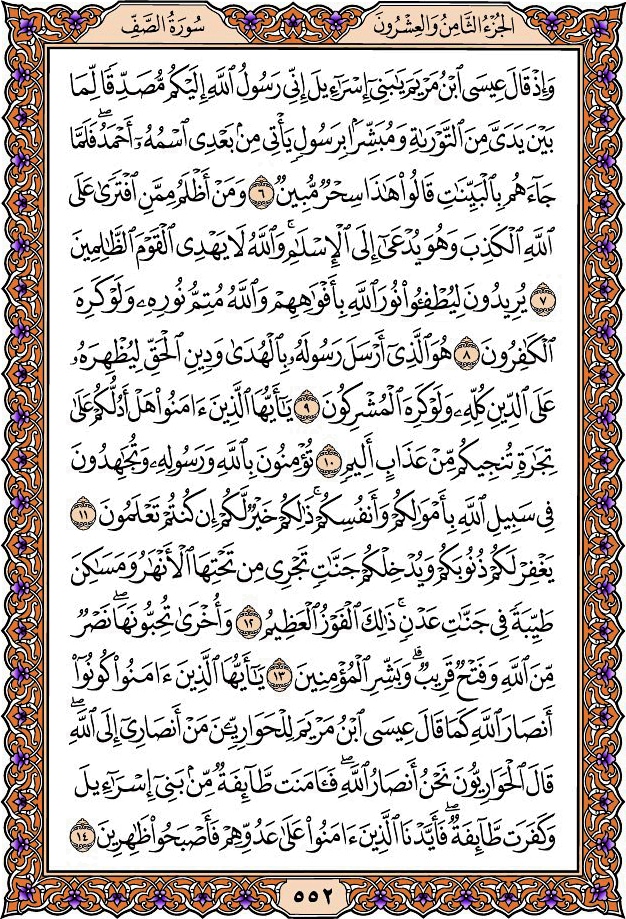 الجزء الثامن والعشرون
سورة الصف
وَإِذْ قَالَ عِيسَى ٱبْنُ مَرْيَمَ يَٰبَنِىٓ إِسْرَٰٓءِيلَ إِنِّى رَسُولُ ٱللَّهِ إِلَيْكُم مُّصَدِّقًا لِّمَا
بَيْنَ يَدَىَّ مِنَ ٱلتَّوْرَىٰةِ وَمُبَشِّرًۢا بِرَسُولٍ يَأْتِى مِنۢ بَعْدِى ٱسْمُهُۥٓ أَحْمَدُ ۖ فَلَمَّا
جَآءَهُم بِٱلْبَيِّنَٰتِ قَالُوا۟ هَٰذَا سِحْرٌ مُّبِينٌ ٦ وَمَنْ أَظْلَمُ مِمَّنِ ٱفْتَرَىٰ عَلَى
ٱللَّهِ ٱلْكَذِبَ وَهُوَ يُدْعَىٰٓ إِلَى ٱلْإِسْلَٰمِ ۚ وَٱللَّهُ لَا يَهْدِى ٱلْقَوْمَ ٱلظَّٰلِمِينَ
٧ يُرِيدُونَ لِيُطْفِـُٔوا۟ نُورَ ٱللَّهِ بِأَفْوَٰهِهِمْ وَٱللَّهُ مُتِمُّ نُورِهِۦ وَلَوْ كَرِهَ
ٱلْكَٰفِرُونَ ٨ هُوَ ٱلَّذِىٓ أَرْسَلَ رَسُولَهُۥ بِٱلْهُدَىٰ وَدِينِ ٱلْحَقِّ لِيُظْهِرَهُۥ
عَلَى ٱلدِّينِ كُلِّهِۦ وَلَوْ كَرِهَ ٱلْمُشْرِكُونَ ٩ يَٰٓأَيُّهَا ٱلَّذِينَ ءَامَنُوا۟ هَلْ أَدُلُّكُمْ عَلَىٰ
تِجَٰرَةٍ تُنجِيكُم مِّنْ عَذَابٍ أَلِيمٍ ١٠ تُؤْمِنُونَ بِٱللَّهِ وَرَسُولِهِۦ وَتُجَٰهِدُونَ
فِى سَبِيلِ ٱللَّهِ بِأَمْوَٰلِكُمْ وَأَنفُسِكُمْ ۚ ذَٰلِكُمْ خَيْرٌ لَّكُمْ إِن كُنتُمْ تَعْلَمُونَ ١١
يَغْفِرْ لَكُمْ ذُنُوبَكُمْ وَيُدْخِلْكُمْ جَنَّٰتٍ تَجْرِى مِن تَحْتِهَا ٱلْأَنْهَٰرُ وَمَسَٰكِنَ
طَيِّبَةً فِى جَنَّٰتِ عَدْنٍ ۚ ذَٰلِكَ ٱلْفَوْزُ ٱلْعَظِيمُ ١٢ وَأُخْرَىٰ تُحِبُّونَهَا ۖ نَصْرٌ
مِّنَ ٱللَّهِ وَفَتْحٌ قَرِيبٌ ۗ وَبَشِّرِ ٱلْمُؤْمِنِينَ ١٣ يَٰٓأَيُّهَا ٱلَّذِينَ ءَامَنُوا۟ كُونُوٓا۟
أَنصَارَ ٱللَّهِ كَمَا قَالَ عِيسَى ٱبْنُ مَرْيَمَ لِلْحَوَارِيِّـۧنَ مَنْ أَنصَارِىٓ إِلَى ٱللَّهِ ۖ
قَالَ ٱلْحَوَارِيُّونَ نَحْنُ أَنصَارُ ٱللَّهِ ۖ فَـَٔامَنَت طَّآئِفَةٌ مِّنۢ بَنِىٓ إِسْرَٰٓءِيلَ
وَكَفَرَت طَّآئِفَةٌ ۖ فَأَيَّدْنَا ٱلَّذِينَ ءَامَنُوا۟ عَلَىٰ عَدُوِّهِمْ فَأَصْبَحُوا۟ ظَٰهِرِينَ ١٤
٥٥٢